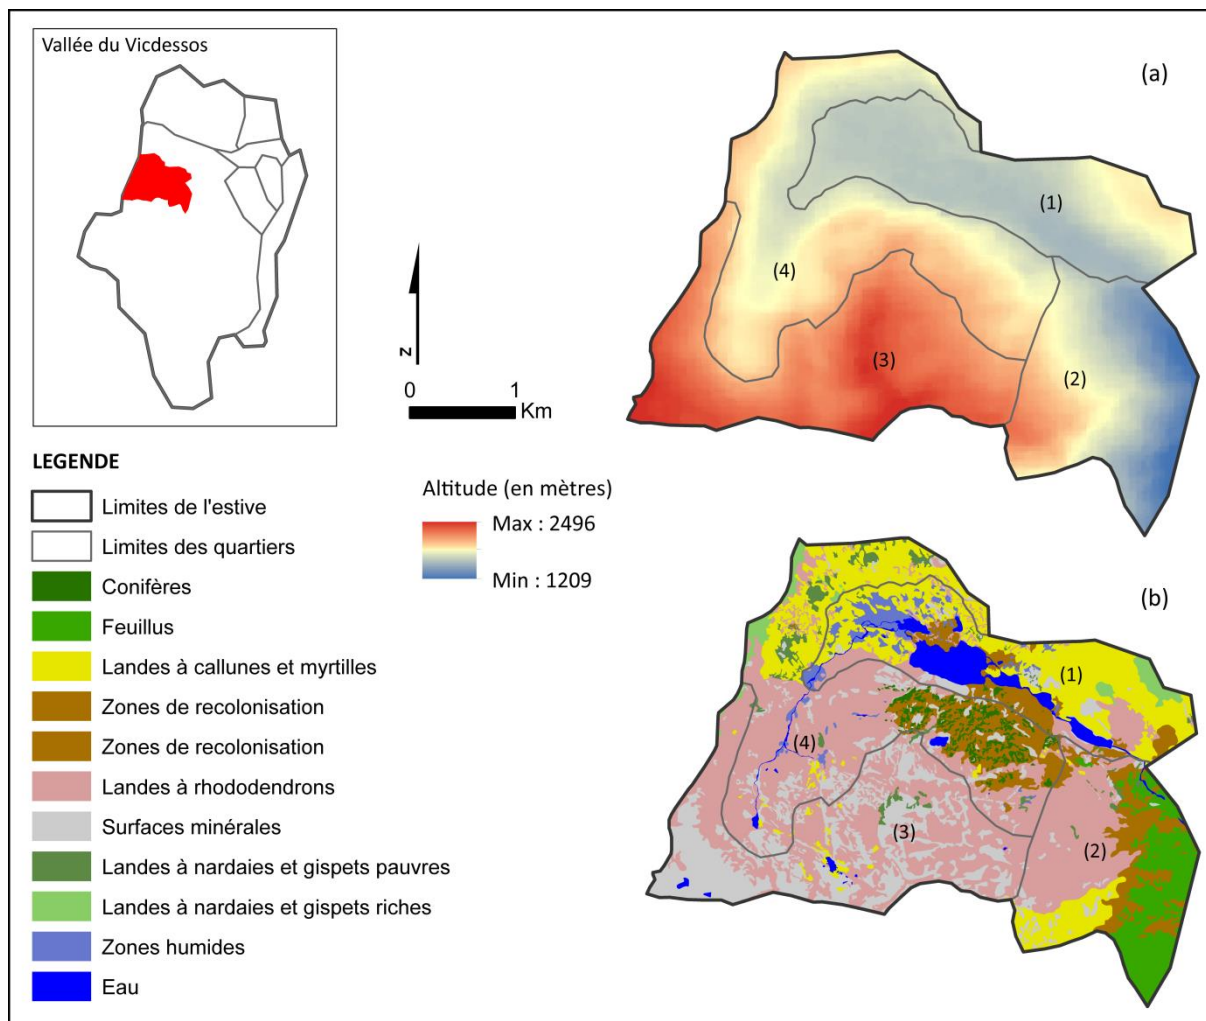 Vallée du Vicdessos
z
0 1
Km
LEGENDE
Limites de l'estive
Limites des quartiers
Conifères
Feuillus
Landes à callunes et myrtilles
Zones de recolonisation
Zones de recolonisation
Landes à rhododendrons
Surfaces minérales
Landes à nardaies et gispets pauvres
Landes à nardaies et gispets riches
Zones humides
Eau
Altitude (en mètres)
Max : 2496
Min : 1209
(a)
(1)
(4)
(3)
(2)
(b)
(1)
(4)
(3)
(2)